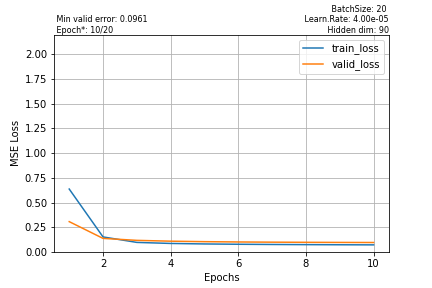 BatchSize: 20
Min valid error: 0.0961
Learn.Rate: 4.00e-05
Epoch*: 10/20
Hidden dim: 90
train_loss
valid_loss
2.00
1.75
1.50
1.25
1.00
0.75
0.50
0.25
0.00
MSE Loss
2
4
6
8
10
Epochs